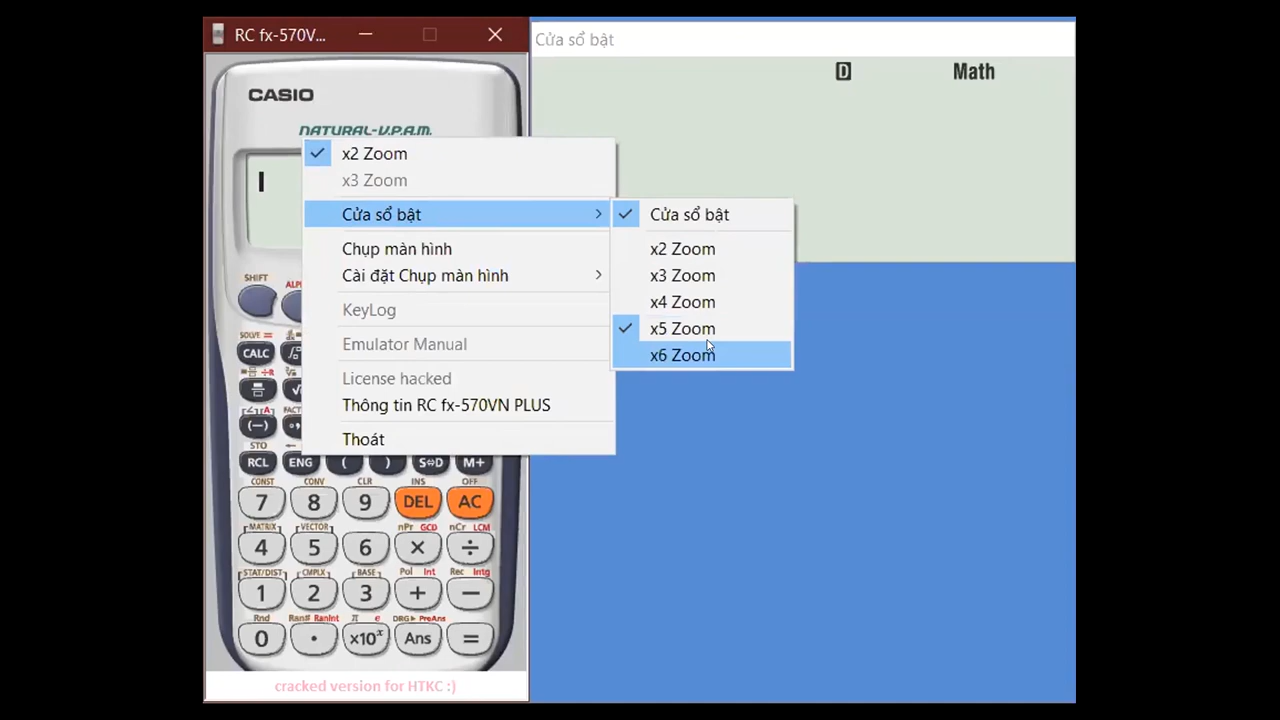 RC fx-570V...
Cửa sổ bật
D Math
CASIO
NATURAL-V.P.A.M.
x2 Zoom
x3 Zoom
Cửa sổ bật
Chụp màn hình
Cài đặt Chụp màn hình
KeyLog
Emulator Manual
License hacked
Thông tin RC fx-570VN PLUS
Thoát
Cửa sổ bật
x2 Zoom
x3 Zoom
x4 Zoom
x5 Zoom
x6 Zoom
SHIFT
SOLVE =
CALC
÷R
(−)
STO
RCL ENG ( ) S⇔D M+
CONST CONV CLR INS OFF
7 8 9 DEL AC
MATRIX VECTOR nPr GCD nCr LCM
4 5 6 × ÷
STAT/DIST CMPLX BASE Pol Int Rec Intg
1 2 3 + −
Rnd Ran# RanInt π e DRG▶ PreAns
0 • ×10ˣ Ans =
cracked version for HTKC :)